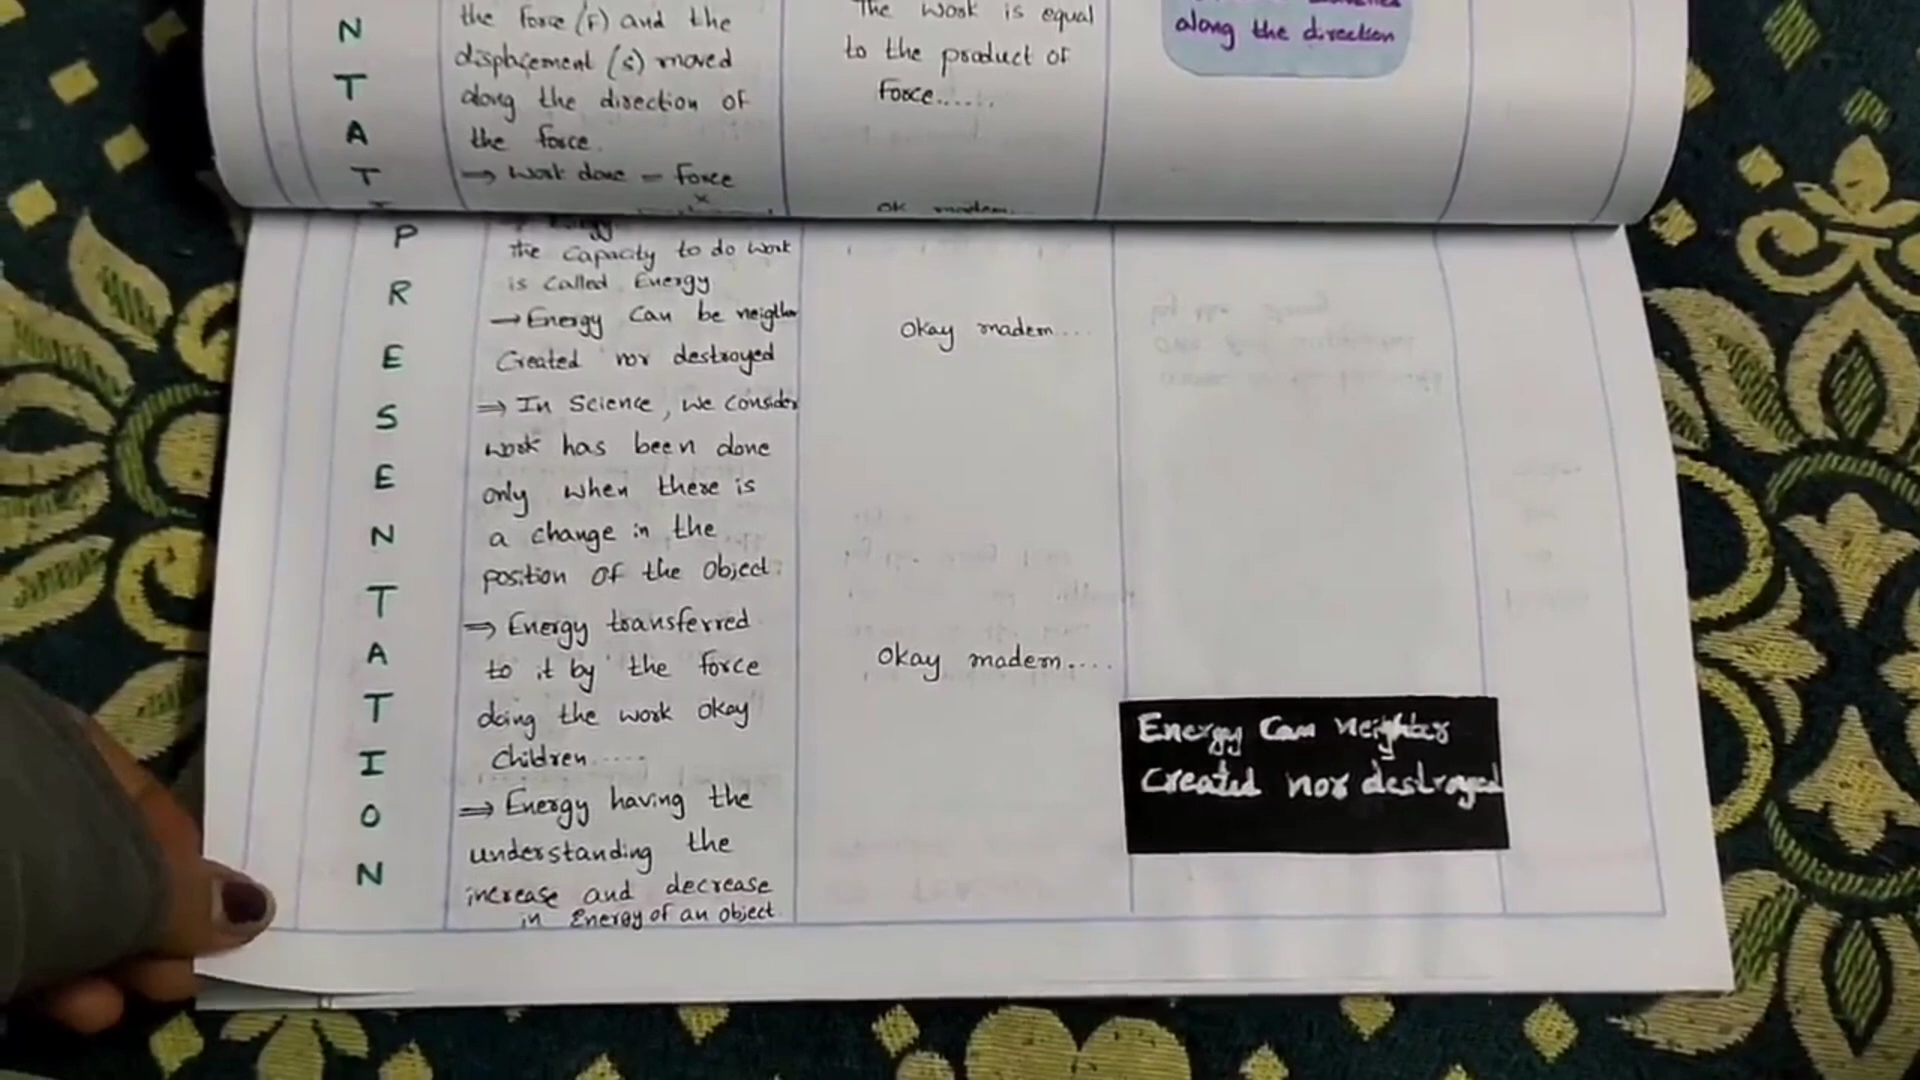 N
T
A
T
the force (F) and the
displacement (s) moved
along the direction of
the force.
⇒ Work done = Force
x
The work is equal
to the product of
Force......
ok madem..
along the direction
P
R
E
S
E
N
T
A
T
I
O
N
the capacity to do work
is called Energy
→ Energy can be neigther
Created nor destroyed
⇒ In Science, we consider
work has been done
only when there is
a change in the
position of the object.
⇒ Energy transferred
to it by the force
doing the work okay
children.....
⇒ Energy having the
understanding the
increase and decrease
in Energy of an object
Okay madem....
Okay madem....
Energy Can neighter
Created nor destroyed